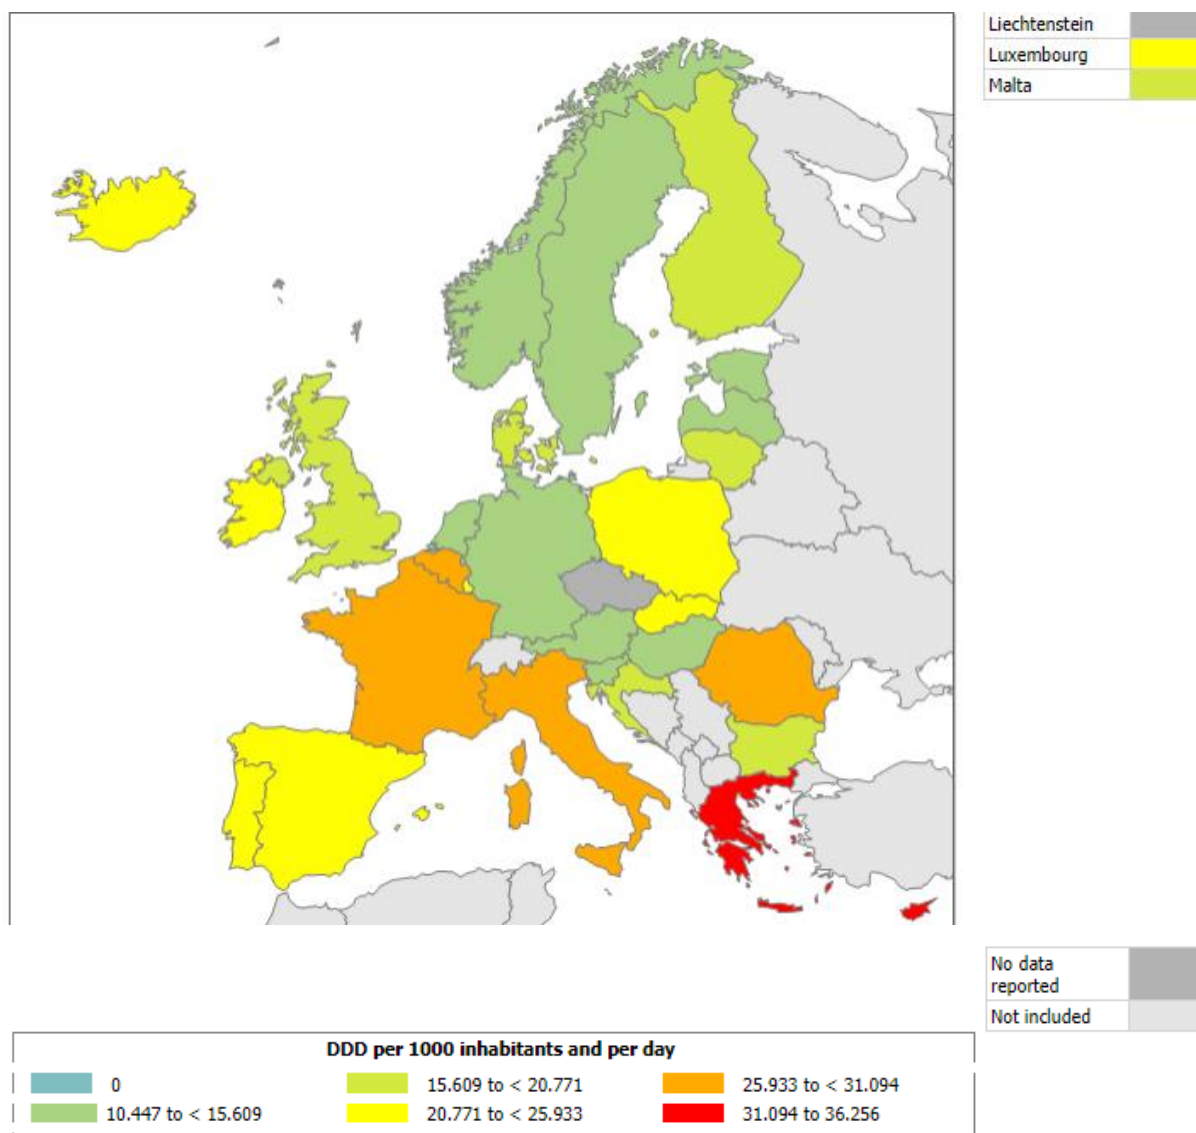 Liechtenstein
Luxembourg
Malta
No data
reported
Not included
DDD per 1000 inhabitants and per day
0
15.609 to < 20.771
25.933 to < 31.094
10.447 to < 15.609
20.771 to < 25.933
31.094 to 36.256